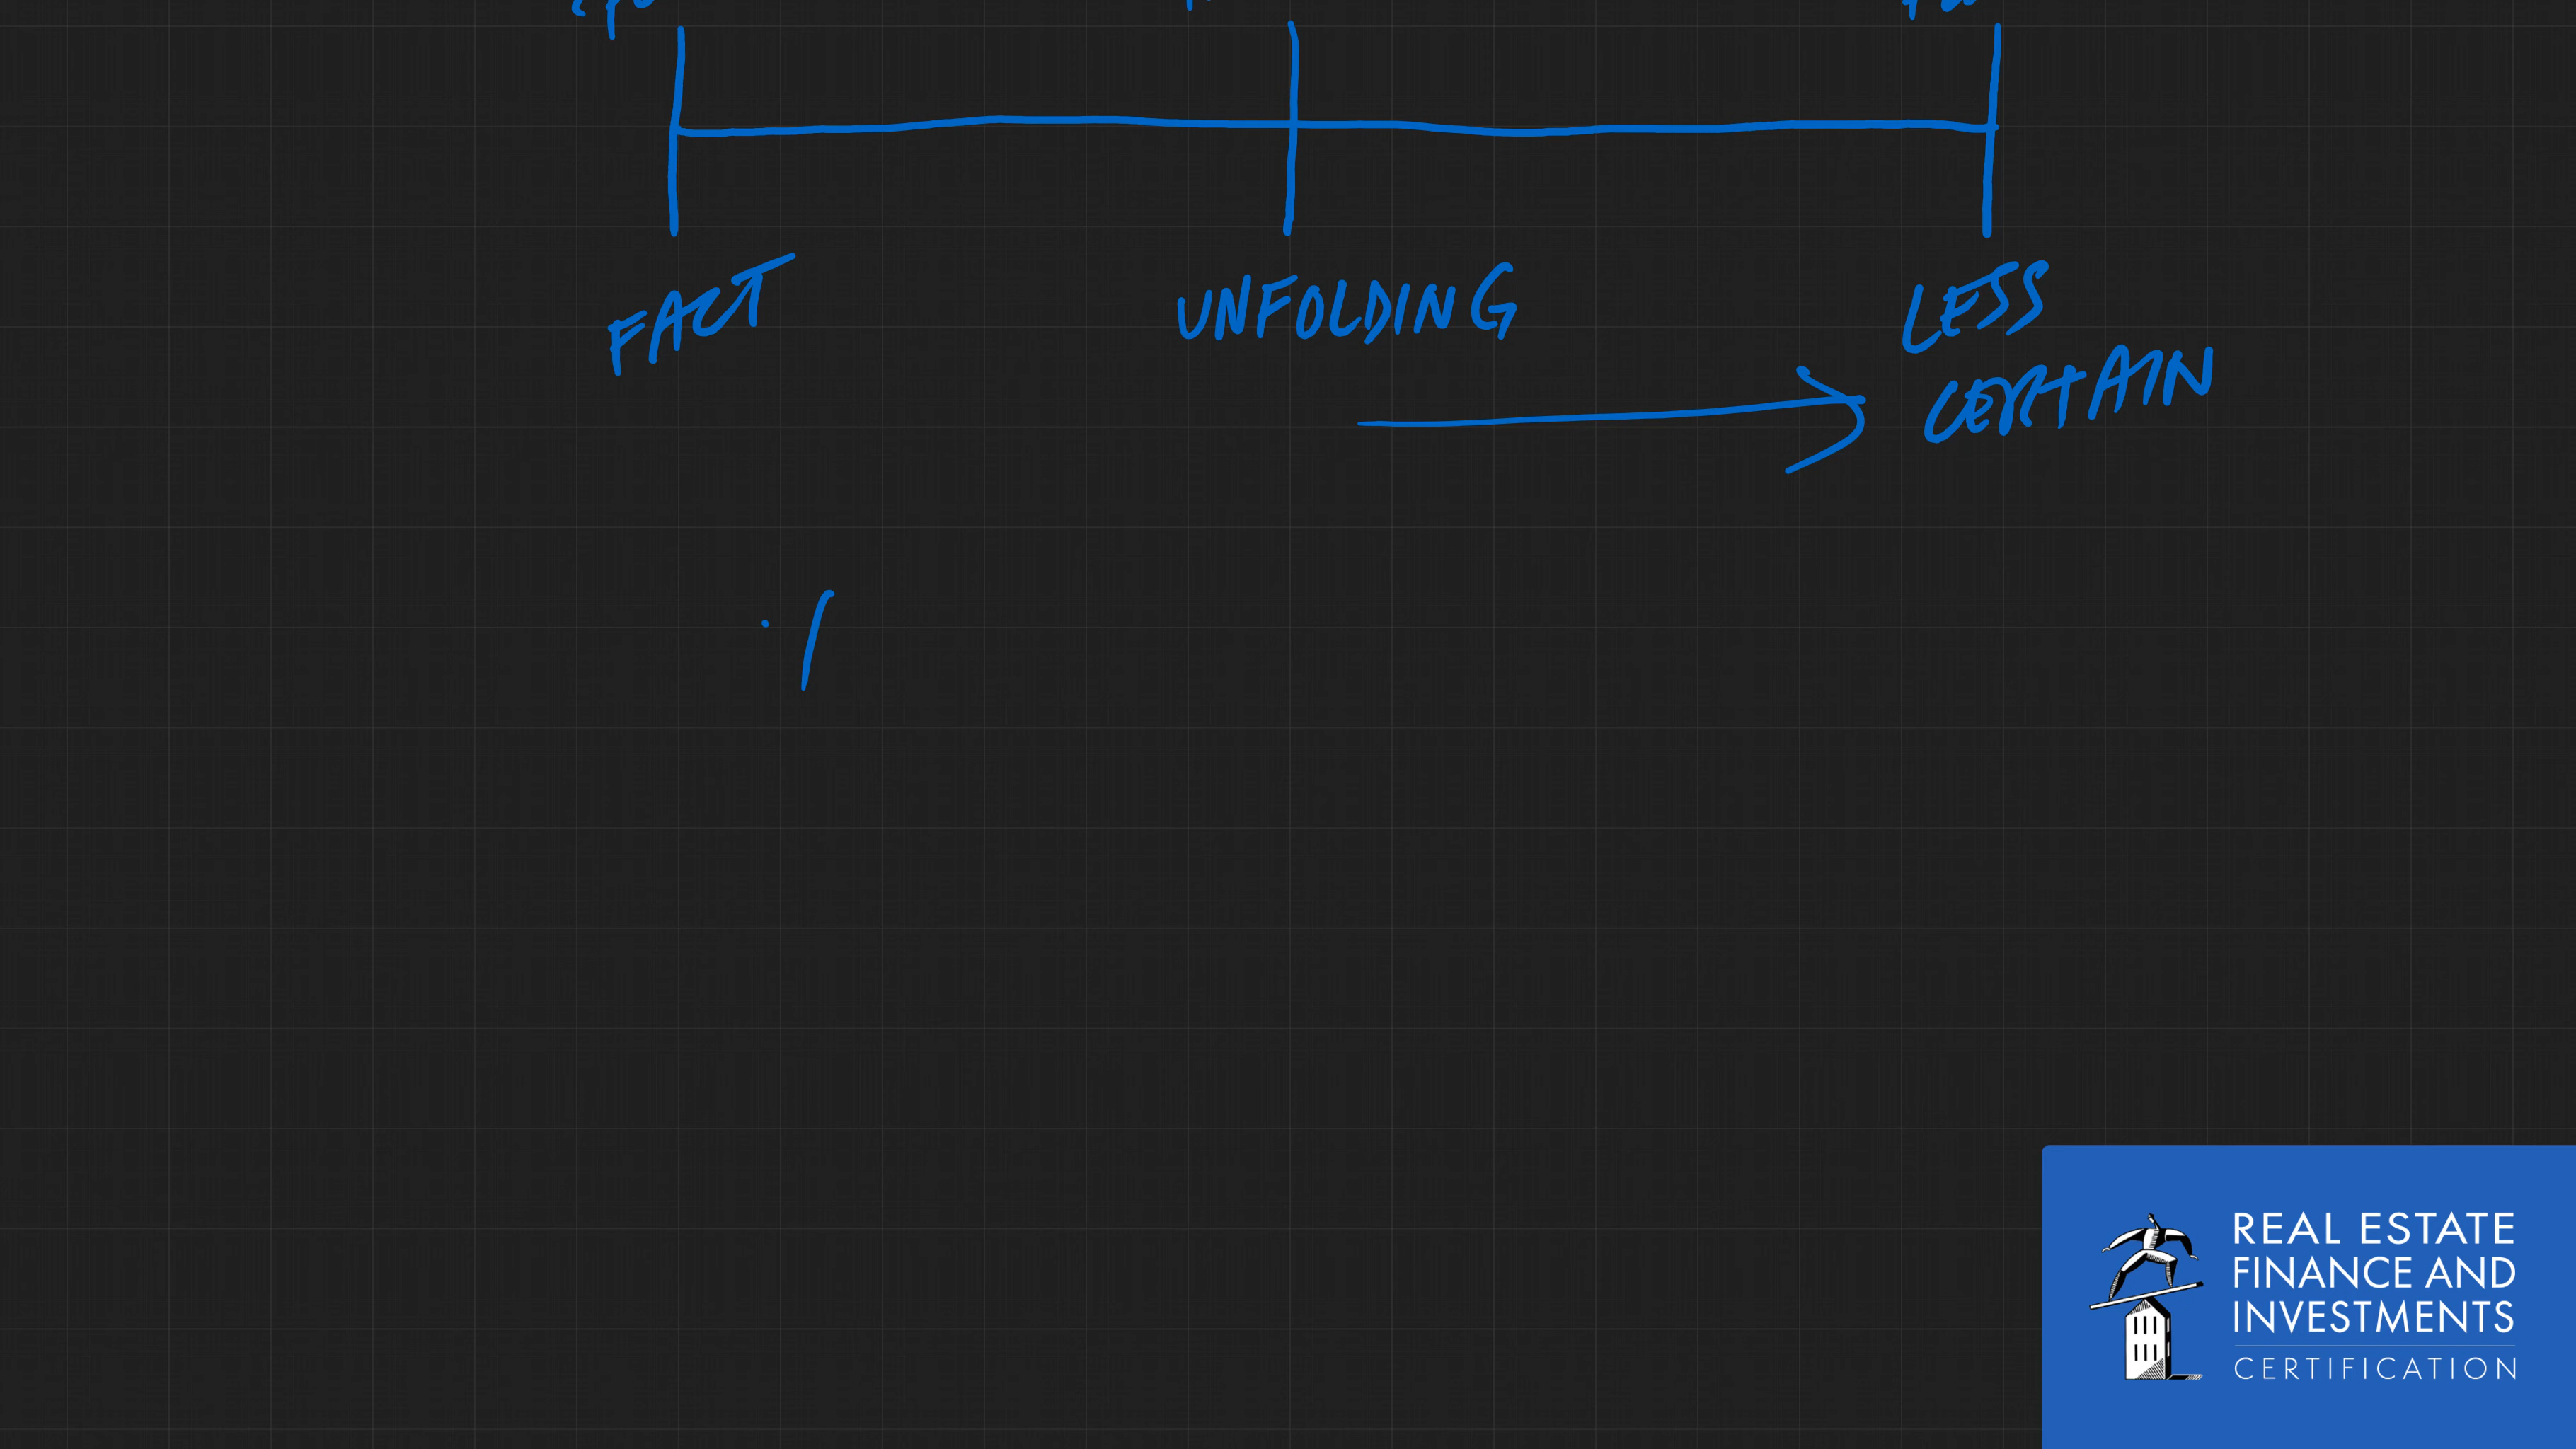 FACT
UNFOLDING
LESS
CERTAIN
REAL ESTATE
FINANCE AND
INVESTMENTS
CERTIFICATION